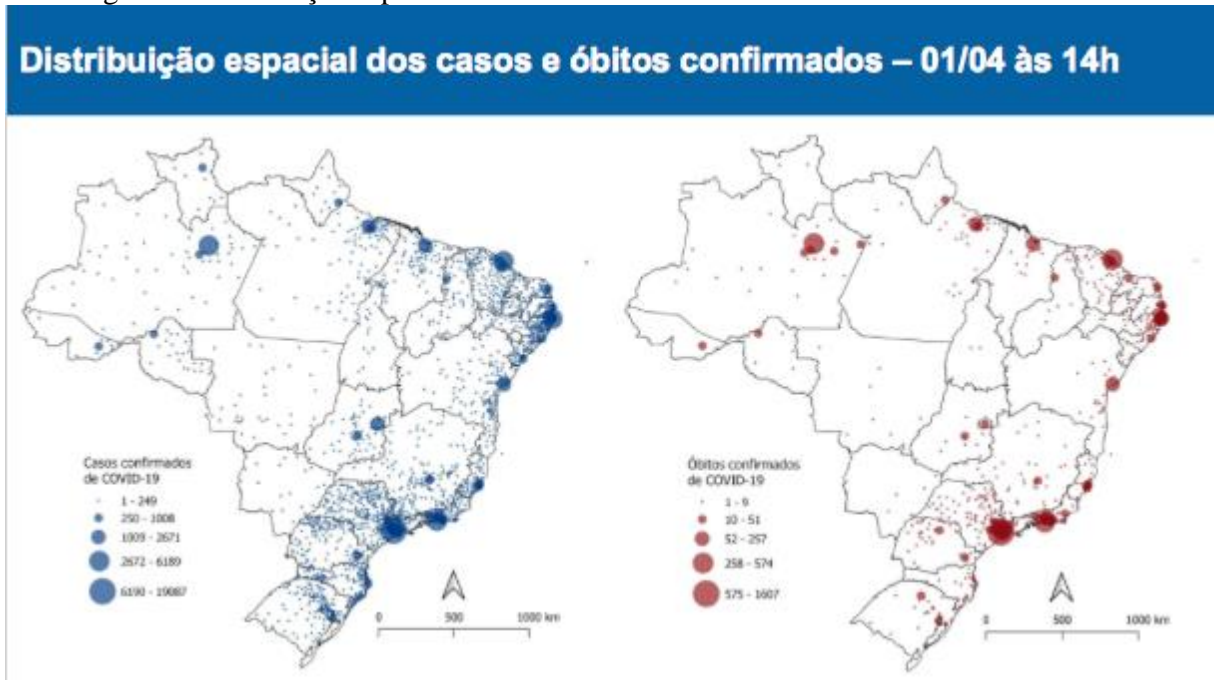 Distribuição espacial dos casos e óbitos confirmados – 01/04 às 14h
Casos confirmados
de COVID-19
1 - 249
250 - 1008
1009 - 2671
2672 - 6189
6190 - 19087
0 500 1000 km
Óbitos confirmados
de COVID-19
1 - 9
10 - 51
52 - 257
258 - 574
575 - 1607
0 500 1000 km